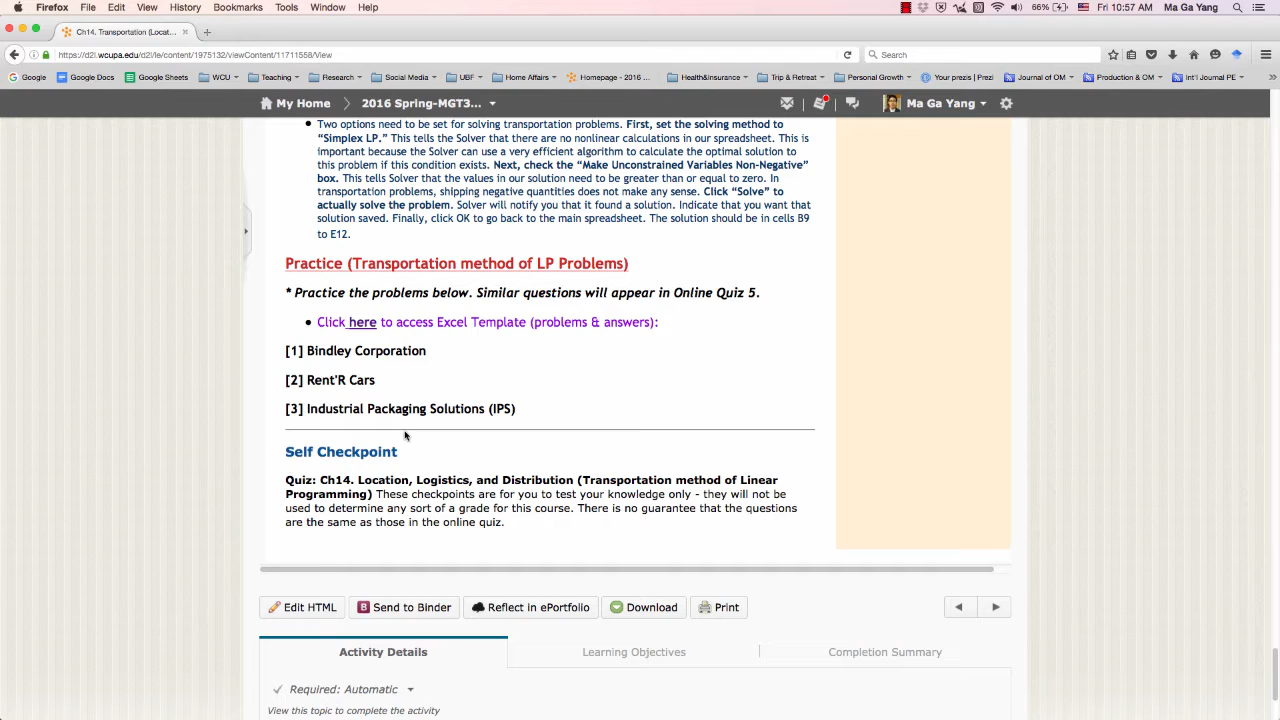 Firefox File Edit View History Bookmarks Tools Window Help 66% Fri 10:57 AM Ma Ga Yang
Ch14. Transportation (Locat...
https://d2l.wcupa.edu/d2l/le/content/1975132/viewContent/11711558/View Search
Google Google Docs Google Sheets WCU Teaching Research Social Media UBF Home Affairs Homepage - 2016 ... Health&Insurance Trip & Retreat Personal Growth Your prezis | Prezi Journal of OM Production & OM Int'l Journal PE
My Home 2016 Spring-MGT3... Ma Ga Yang
• Two options need to be set for solving transportation problems. First, set the solving method to
“Simplex LP.” This tells the Solver that there are no nonlinear calculations in our spreadsheet. This is
important because the Solver can use a very efficient algorithm to calculate the optimal solution to
this problem if this condition exists. Next, check the “Make Unconstrained Variables Non-Negative”
box. This tells Solver that the values in our solution need to be greater than or equal to zero. In
transportation problems, shipping negative quantities does not make any sense. Click “Solve” to
actually solve the problem. Solver will notify you that it found a solution. Indicate that you want that
solution saved. Finally, click OK to go back to the main spreadsheet. The solution should be in cells B9
to E12.
Practice (Transportation method of LP Problems)
* Practice the problems below. Similar questions will appear in Online Quiz 5.
• Click here to access Excel Template (problems & answers):
[1] Bindley Corporation
[2] Rent'R Cars
[3] Industrial Packaging Solutions (IPS)
Self Checkpoint
Quiz: Ch14. Location, Logistics, and Distribution (Transportation method of Linear
Programming) These checkpoints are for you to test your knowledge only - they will not be
used to determine any sort of a grade for this course. There is no guarantee that the questions
are the same as those in the online quiz.
Edit HTML Send to Binder Reflect in ePortfolio Download Print
Activity Details Learning Objectives Completion Summary
Required: Automatic
View this topic to complete the activity